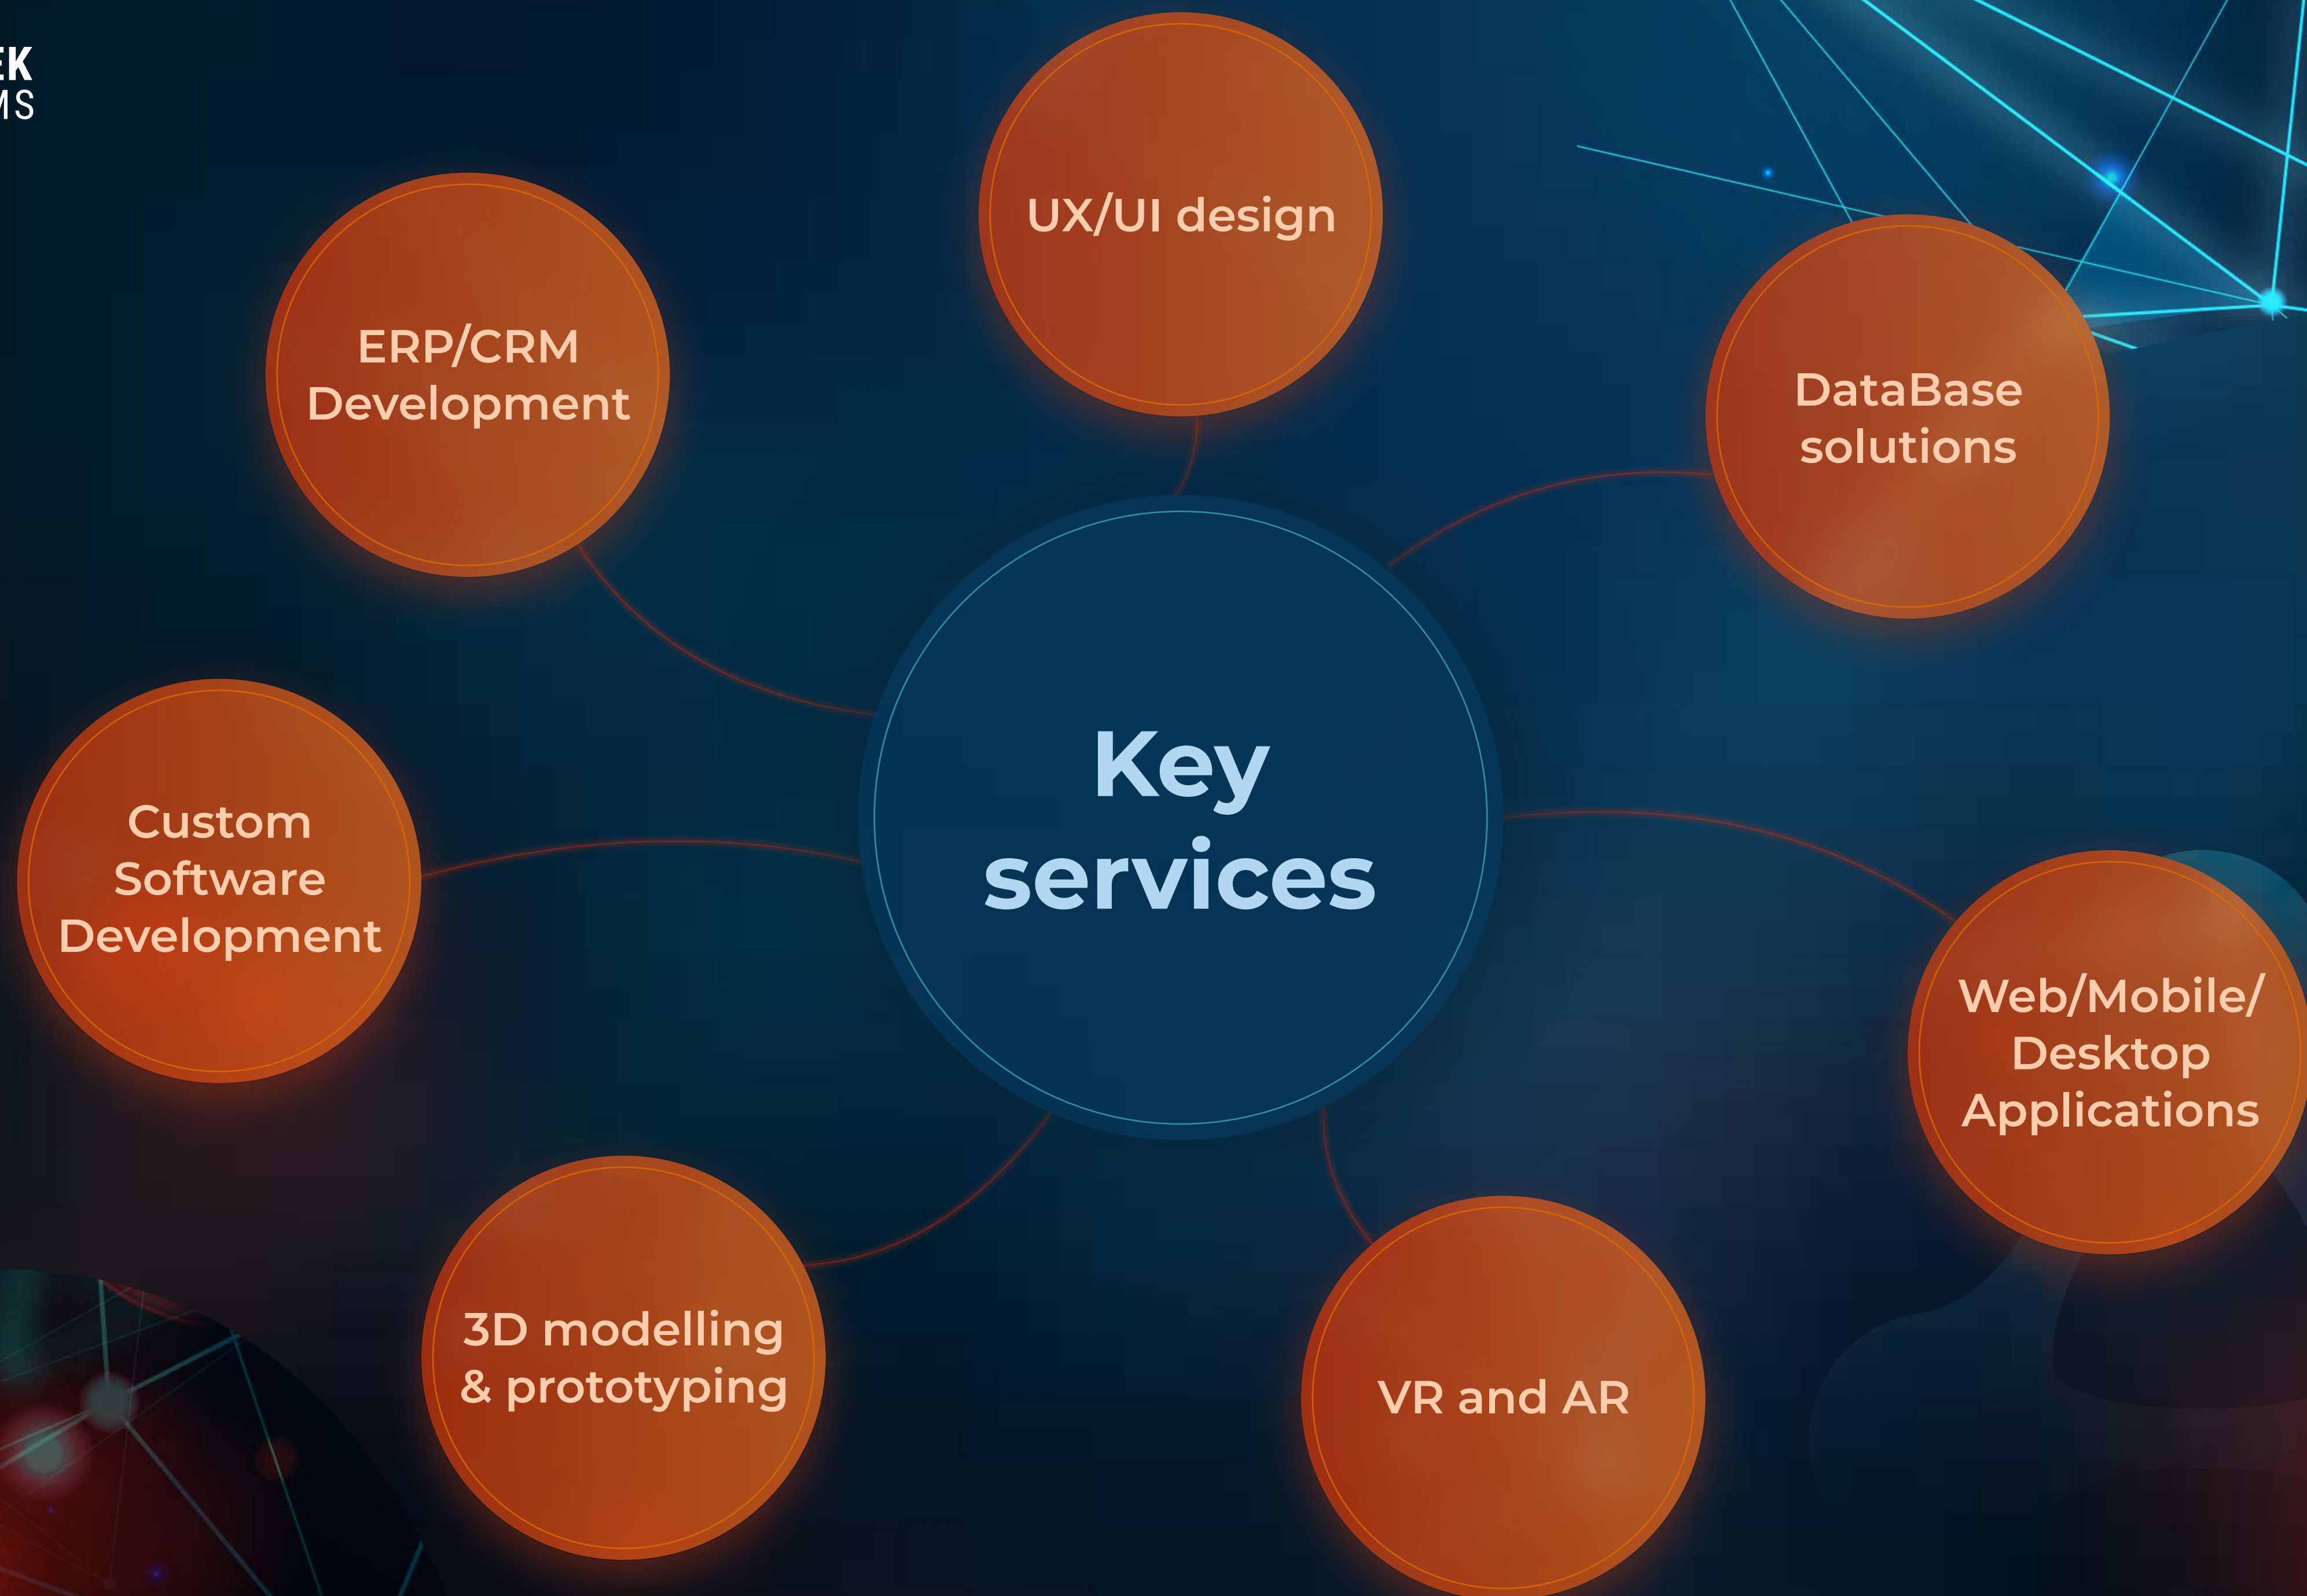 UX/UI design
ERP/CRM
Development
DataBase
solutions
Key
services
Custom
Software
Development
Web/Mobile/
Desktop
Applications
3D modelling
& prototyping
VR and AR